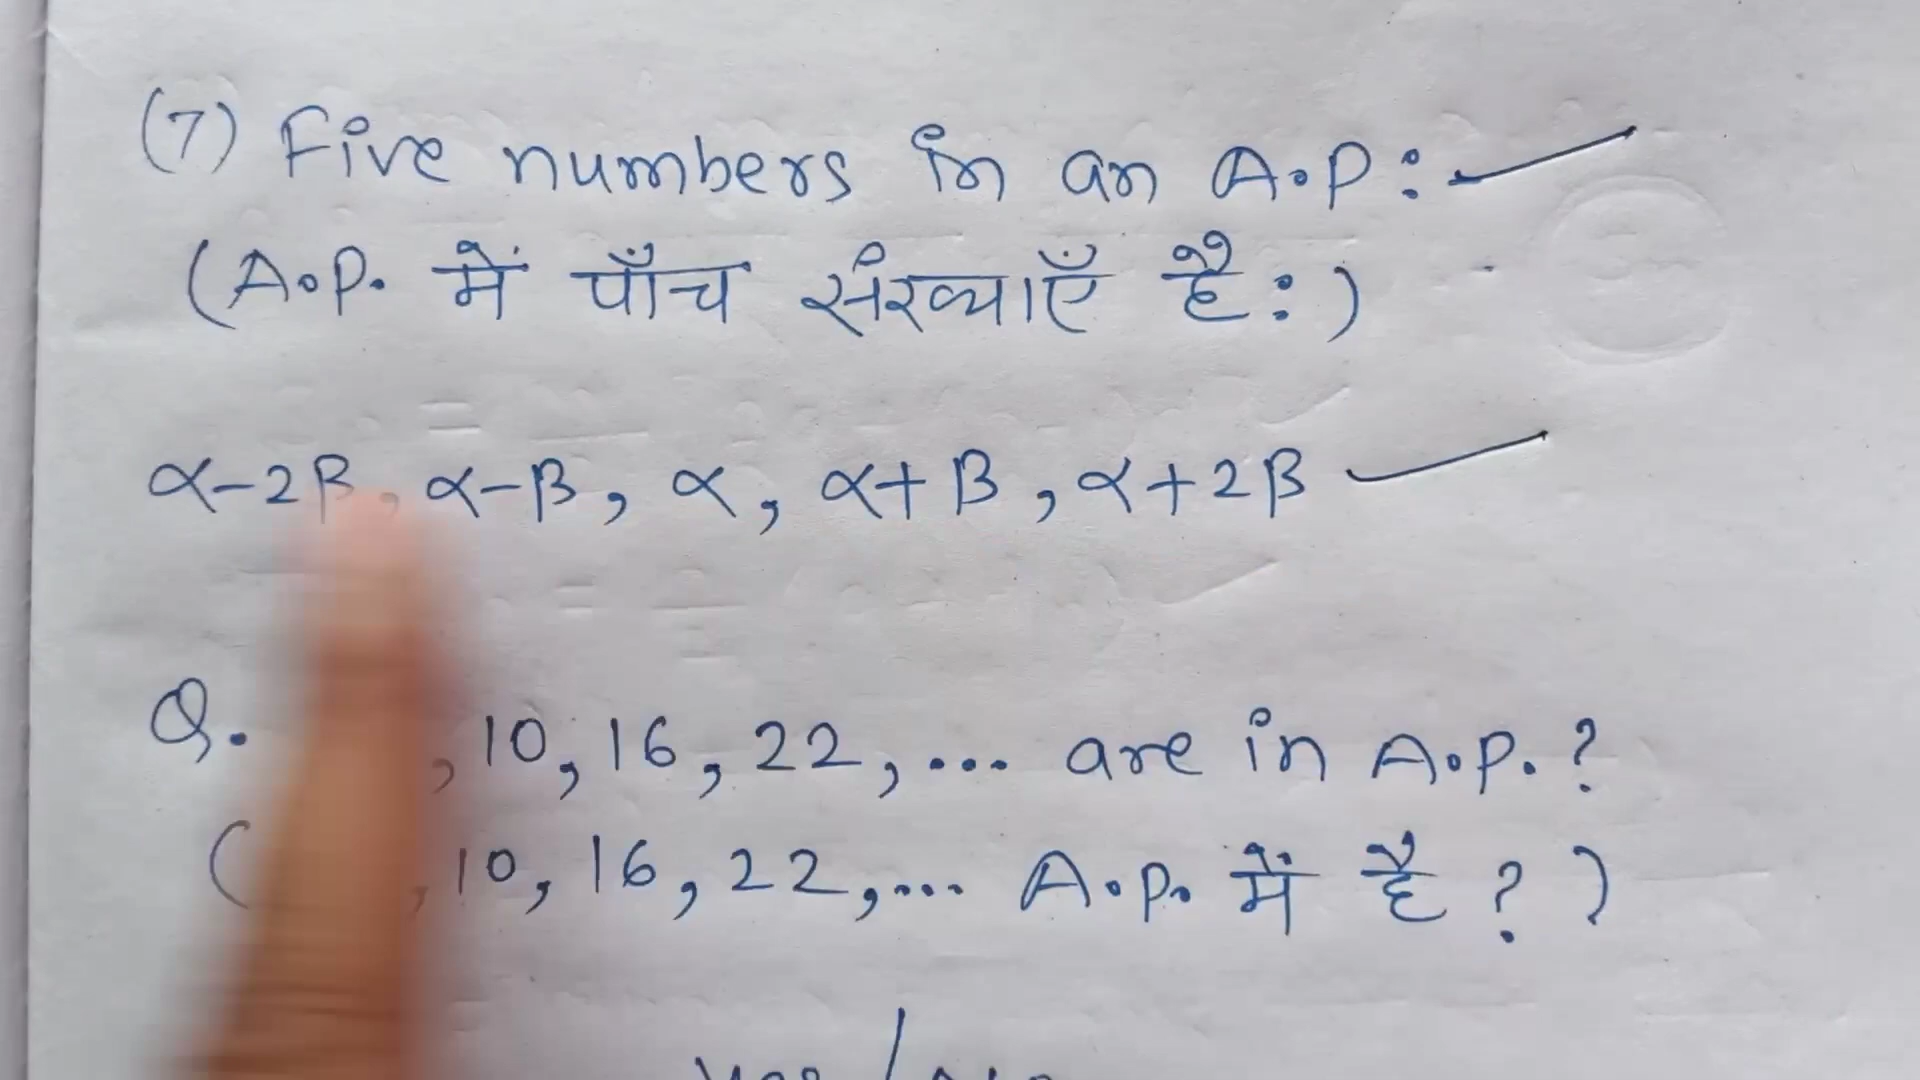 (7) Five numbers in an A.P:
(A.P. में पाँच संख्याएँ है:)
α-2β, α-β, α, α+β, α+2β
Q. ,10, 16, 22, ... are in A.P. ?
( ,10, 16, 22, ... A.P. में है ? )